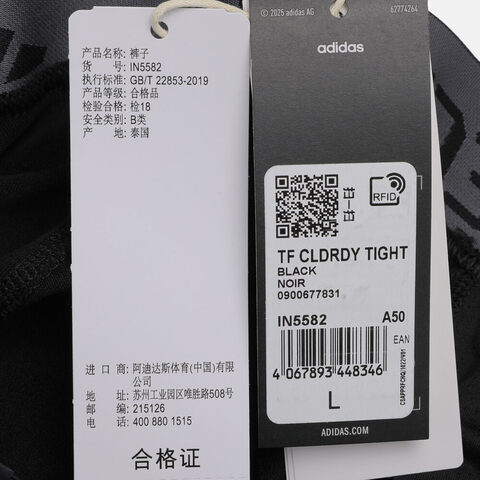 产品名称: 裤子
货 号: IN5582
执行标准: GB/T 22853-2019
产品等级: 合格品
检验合格: 检18
安全类别: B类
产 地: 泰国
进 口 商: 阿迪达斯体育(中国)有限
公司
地 址: 苏州工业园区唯胜路508号
邮 编: 215126
电 话: 400 880 1515
合格证
© 2025 adidas AG
62774264
adidas
RFID
TF CLDRDY TIGHT
BLACK
NOIR
0900677831
IN5582
A50
EAN
4 067893 448346
L
ADIDAS.COM